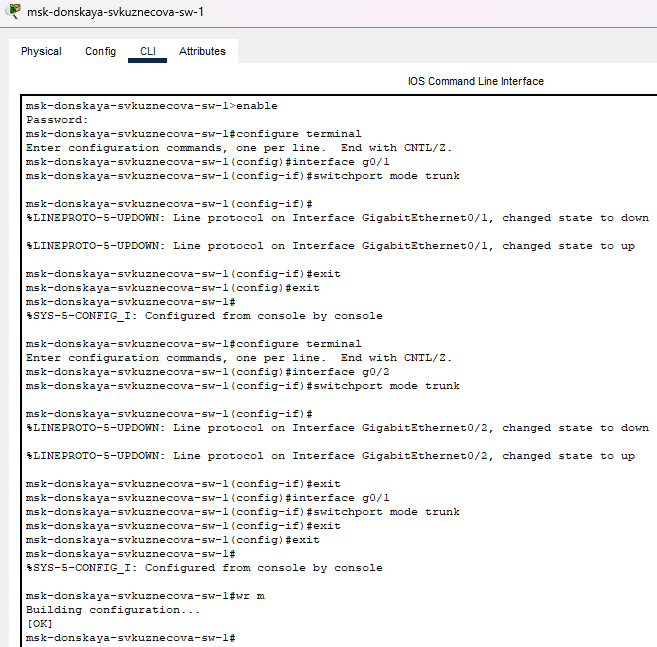 msk-donskaya-svkuznecova-sw-1
Physical Config CLI Attributes
IOS Command Line Interface
msk-donskaya-svkuznecova-sw-1>enable
Password:
msk-donskaya-svkuznecova-sw-1#configure terminal
Enter configuration commands, one per line.  End with CNTL/Z.
msk-donskaya-svkuznecova-sw-1(config)#interface g0/1
msk-donskaya-svkuznecova-sw-1(config-if)#switchport mode trunk
msk-donskaya-svkuznecova-sw-1(config-if)#
%LINEPROTO-5-UPDOWN: Line protocol on Interface GigabitEthernet0/1, changed state to down
%LINEPROTO-5-UPDOWN: Line protocol on Interface GigabitEthernet0/1, changed state to up
msk-donskaya-svkuznecova-sw-1(config-if)#exit
msk-donskaya-svkuznecova-sw-1(config)#exit
msk-donskaya-svkuznecova-sw-1#
%SYS-5-CONFIG_I: Configured from console by console
msk-donskaya-svkuznecova-sw-1#configure terminal
Enter configuration commands, one per line.  End with CNTL/Z.
msk-donskaya-svkuznecova-sw-1(config)#interface g0/2
msk-donskaya-svkuznecova-sw-1(config-if)#switchport mode trunk
msk-donskaya-svkuznecova-sw-1(config-if)#
%LINEPROTO-5-UPDOWN: Line protocol on Interface GigabitEthernet0/2, changed state to down
%LINEPROTO-5-UPDOWN: Line protocol on Interface GigabitEthernet0/2, changed state to up
msk-donskaya-svkuznecova-sw-1(config-if)#exit
msk-donskaya-svkuznecova-sw-1(config)#interface g0/1
msk-donskaya-svkuznecova-sw-1(config-if)#switchport mode trunk
msk-donskaya-svkuznecova-sw-1(config-if)#exit
msk-donskaya-svkuznecova-sw-1(config)#exit
msk-donskaya-svkuznecova-sw-1#
%SYS-5-CONFIG_I: Configured from console by console
msk-donskaya-svkuznecova-sw-1#wr m
Building configuration...
[OK]
msk-donskaya-svkuznecova-sw-1#